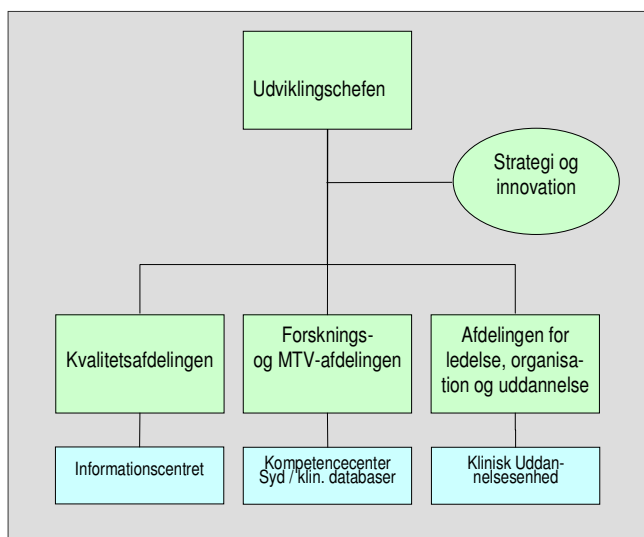 Udviklingschefen
Strategi og
innovation
Kvalitetsafdelingen
Forsknings-
og MTV-afdelingen
Afdelingen for
ledelse, organisa-
tion og uddannelse
Informationscentret
Kompetencecenter
Syd / klin. databaser
Klinisk Uddan-
nelsesenhed